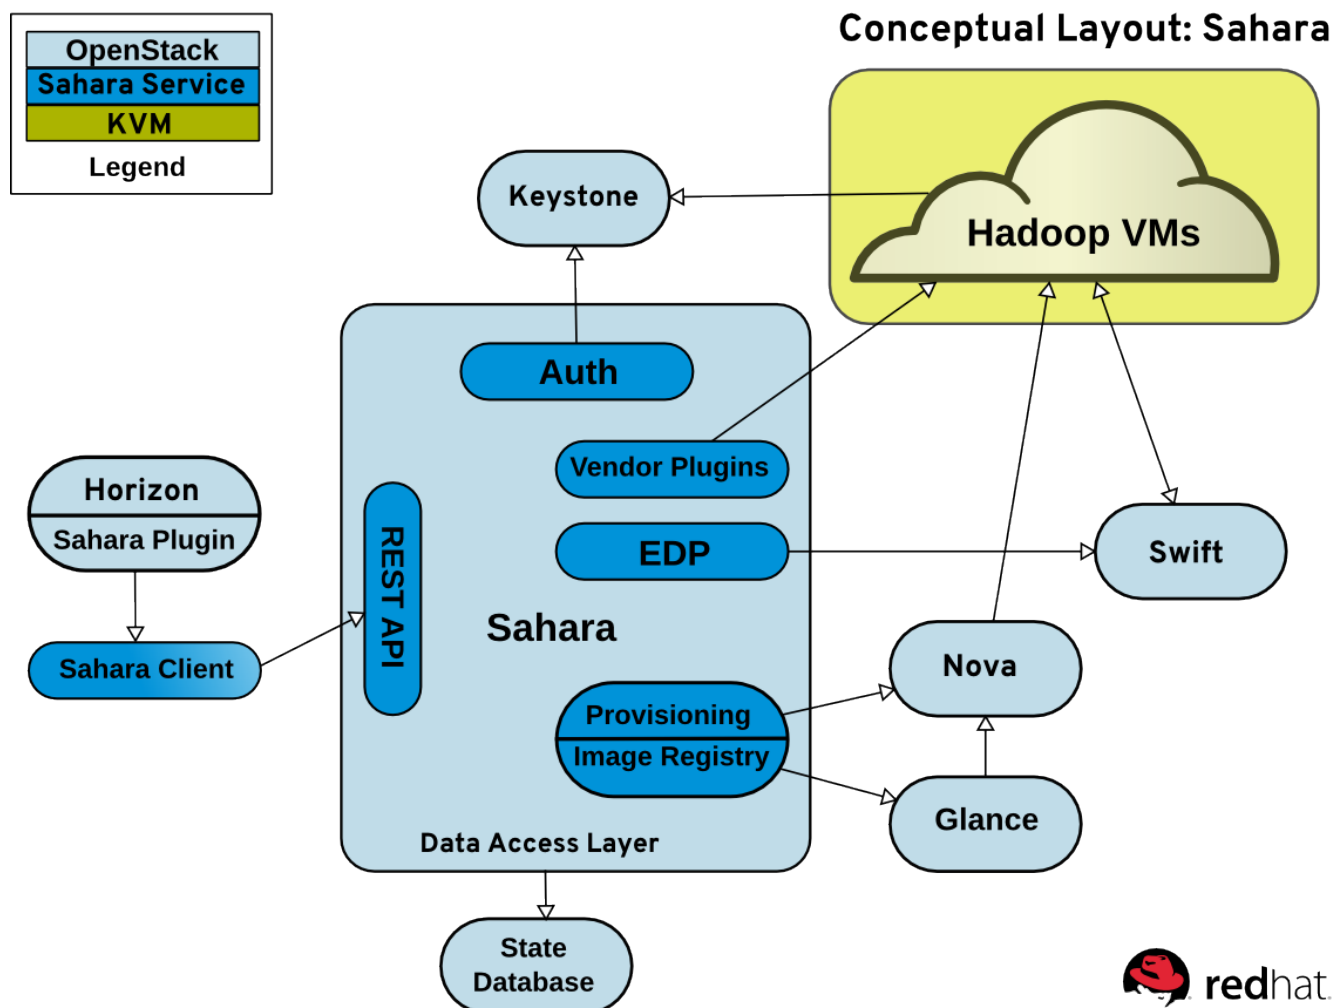 Conceptual Layout: Sahara
OpenStack
Sahara Service
KVM
Legend
Keystone
Hadoop VMs
Auth
Vendor Plugins
Horizon
Sahara Plugin
REST API
EDP
Swift
Sahara
Sahara Client
Nova
Provisioning
Image Registry
Glance
Data Access Layer
State
Database
redhat.